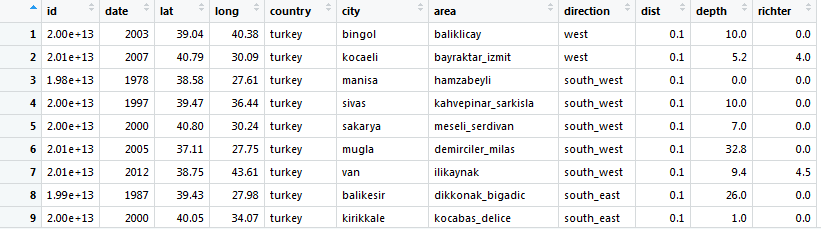 id date lat long country city area direction dist depth richter
1 2.00e+13 2003 39.04 40.38 turkey bingol baliklicay west 0.1 10.0 0.0
2 2.01e+13 2007 40.79 30.09 turkey kocaeli bayraktar_izmit west 0.1 5.2 4.0
3 1.98e+13 1978 38.58 27.61 turkey manisa hamzabeyli south_west 0.1 0.0 0.0
4 2.00e+13 1997 39.47 36.44 turkey sivas kahvepinar_sarkisla south_west 0.1 10.0 0.0
5 2.00e+13 2000 40.80 30.24 turkey sakarya meseli_serdivan south_west 0.1 7.0 0.0
6 2.01e+13 2005 37.11 27.75 turkey mugla demirciler_milas south_west 0.1 32.8 0.0
7 2.01e+13 2012 38.75 43.61 turkey van ilikaynak south_west 0.1 9.4 4.5
8 1.99e+13 1987 39.43 27.98 turkey balikesir dikkonak_bigadic south_east 0.1 26.0 0.0
9 2.00e+13 2000 40.05 34.07 turkey kirikkale kocabas_delice south_east 0.1 1.0 0.0